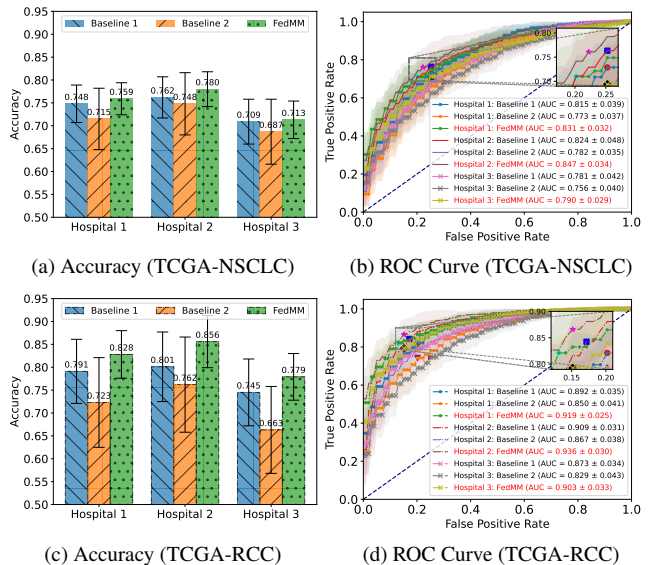 Baseline 1 Baseline 2 FedMM
Accuracy
0.90
0.85
0.80
0.75
0.70
0.65
0.60
0.55
0.50
0.748
0.715
0.759
0.762
0.748
0.780
0.709
0.687
0.713
Hospital 1 Hospital 2 Hospital 3
(a) Accuracy (TCGA-NSCLC)
True Positive Rate
1.0
0.8
0.6
0.4
0.2
0.0
0.80
0.75
0.70
0.20 0.25
Hospital 1: Baseline 1 (AUC = 0.815 ± 0.039)
Hospital 1: Baseline 2 (AUC = 0.773 ± 0.037)
Hospital 1: FedMM (AUC = 0.831 ± 0.032)
Hospital 2: Baseline 1 (AUC = 0.824 ± 0.048)
Hospital 2: Baseline 2 (AUC = 0.782 ± 0.035)
Hospital 2: FedMM (AUC = 0.847 ± 0.034)
Hospital 3: Baseline 1 (AUC = 0.781 ± 0.042)
Hospital 3: Baseline 2 (AUC = 0.756 ± 0.040)
Hospital 3: FedMM (AUC = 0.790 ± 0.029)
0.0 0.2 0.4 0.6 0.8 1.0
False Positive Rate
(b) ROC Curve (TCGA-NSCLC)
Baseline 1 Baseline 2 FedMM
Accuracy
0.95
0.90
0.85
0.80
0.75
0.70
0.65
0.60
0.55
0.50
0.791
0.723
0.828
0.801
0.762
0.856
0.745
0.663
0.779
Hospital 1 Hospital 2 Hospital 3
(c) Accuracy (TCGA-RCC)
True Positive Rate
1.0
0.8
0.6
0.4
0.2
0.0
0.90
0.85
0.80
0.15 0.20
Hospital 1: Baseline 1 (AUC = 0.892 ± 0.035)
Hospital 1: Baseline 2 (AUC = 0.850 ± 0.041)
Hospital 1: FedMM (AUC = 0.919 ± 0.025)
Hospital 2: Baseline 1 (AUC = 0.909 ± 0.031)
Hospital 2: Baseline 2 (AUC = 0.867 ± 0.038)
Hospital 2: FedMM (AUC = 0.936 ± 0.030)
Hospital 3: Baseline 1 (AUC = 0.873 ± 0.034)
Hospital 3: Baseline 2 (AUC = 0.829 ± 0.043)
Hospital 3: FedMM (AUC = 0.903 ± 0.033)
0.0 0.2 0.4 0.6 0.8 1.0
False Positive Rate
(d) ROC Curve (TCGA-RCC)